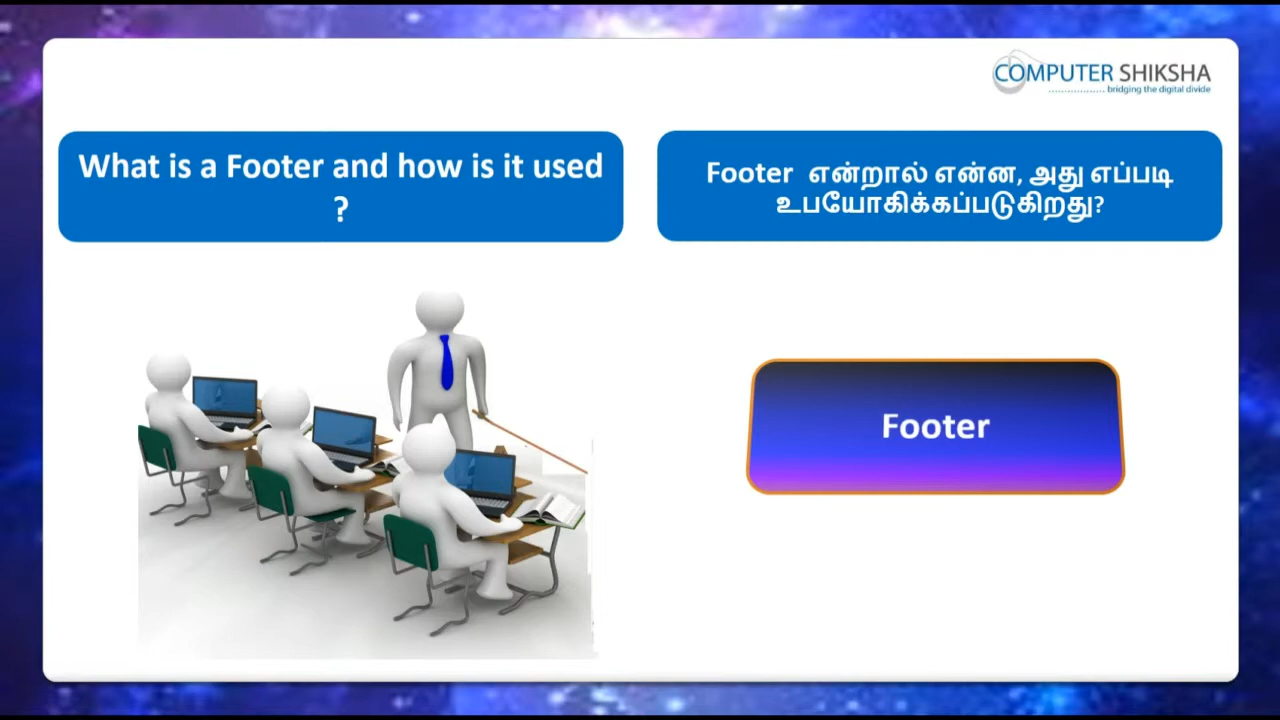 COMPUTER SHIKSHA
bridging the digital divide
What is a Footer and how is it used
?
Footer என்றால் என்ன, அது எப்படி
உபயோகிக்கப்படுகிறது?
Footer